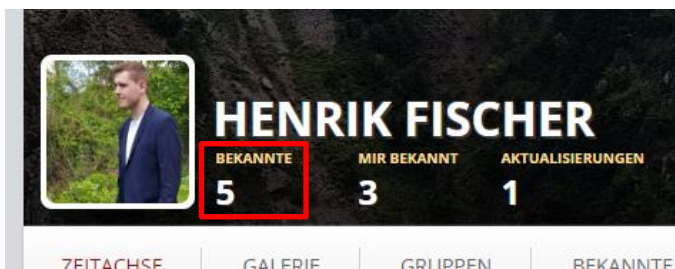 HENRIK FISCHER
BEKANNTE MIR BEKANNT AKTUALISIERUNGEN
5 3 1
ZEITACHSE GALERIE GRUPPEN BEKANNTE